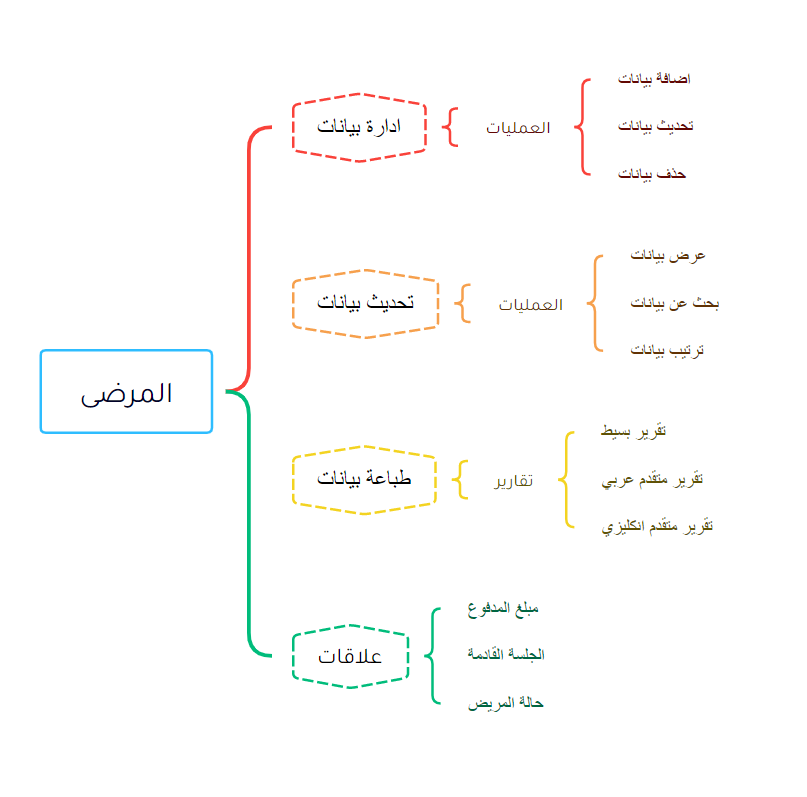 المرضى
ادارة بيانات
العمليات
اضافة بيانات
تحديث بيانات
حذف بيانات
تحديث بيانات
العمليات
عرض بيانات
بحث عن بيانات
ترتيب بيانات
طباعة بيانات
تقارير
تقرير بسيط
تقرير متقدم عربي
تقرير متقدم انكليزي
علاقات
مبلغ المدفوع
الجلسة القادمة
حالة المريض